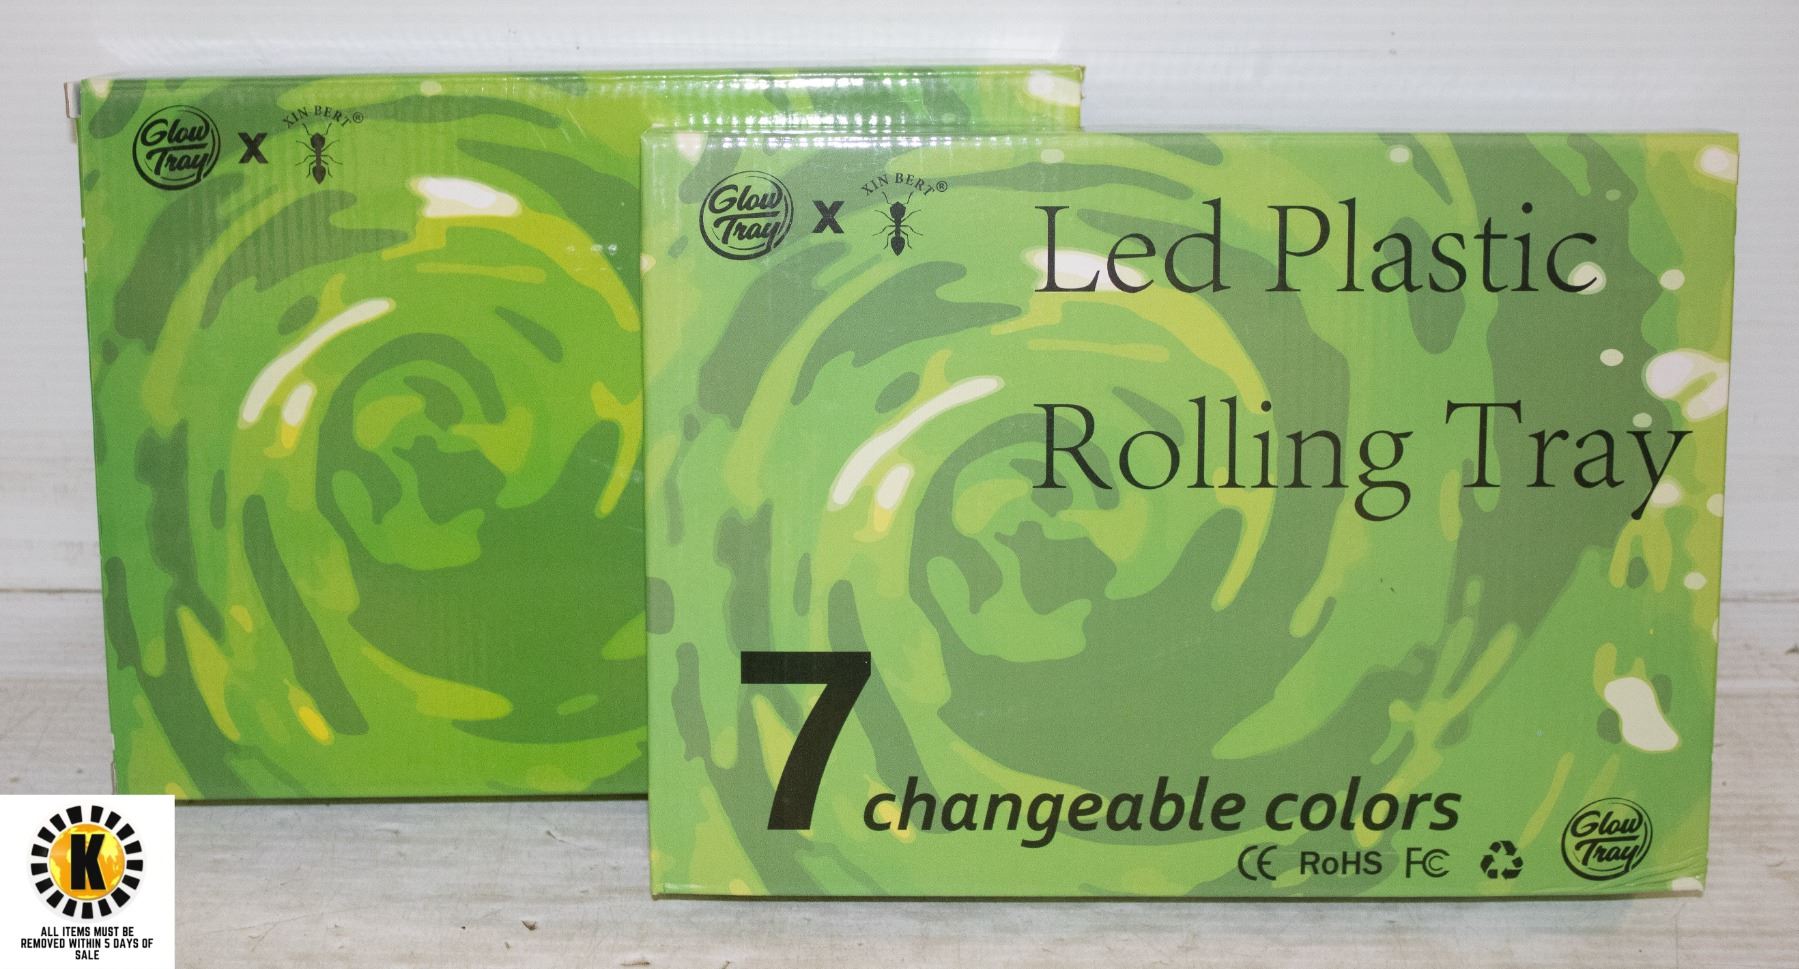 Glow
Tray
X
XIN BERT®
Glow
Tray
X
XIN BERT®
Led Plastic
Rolling Tray
7 changeable colors
CE RoHS FC
Glow
Tray
K
ALL ITEMS MUST BE
REMOVED WITHIN 5 DAYS OF
SALE